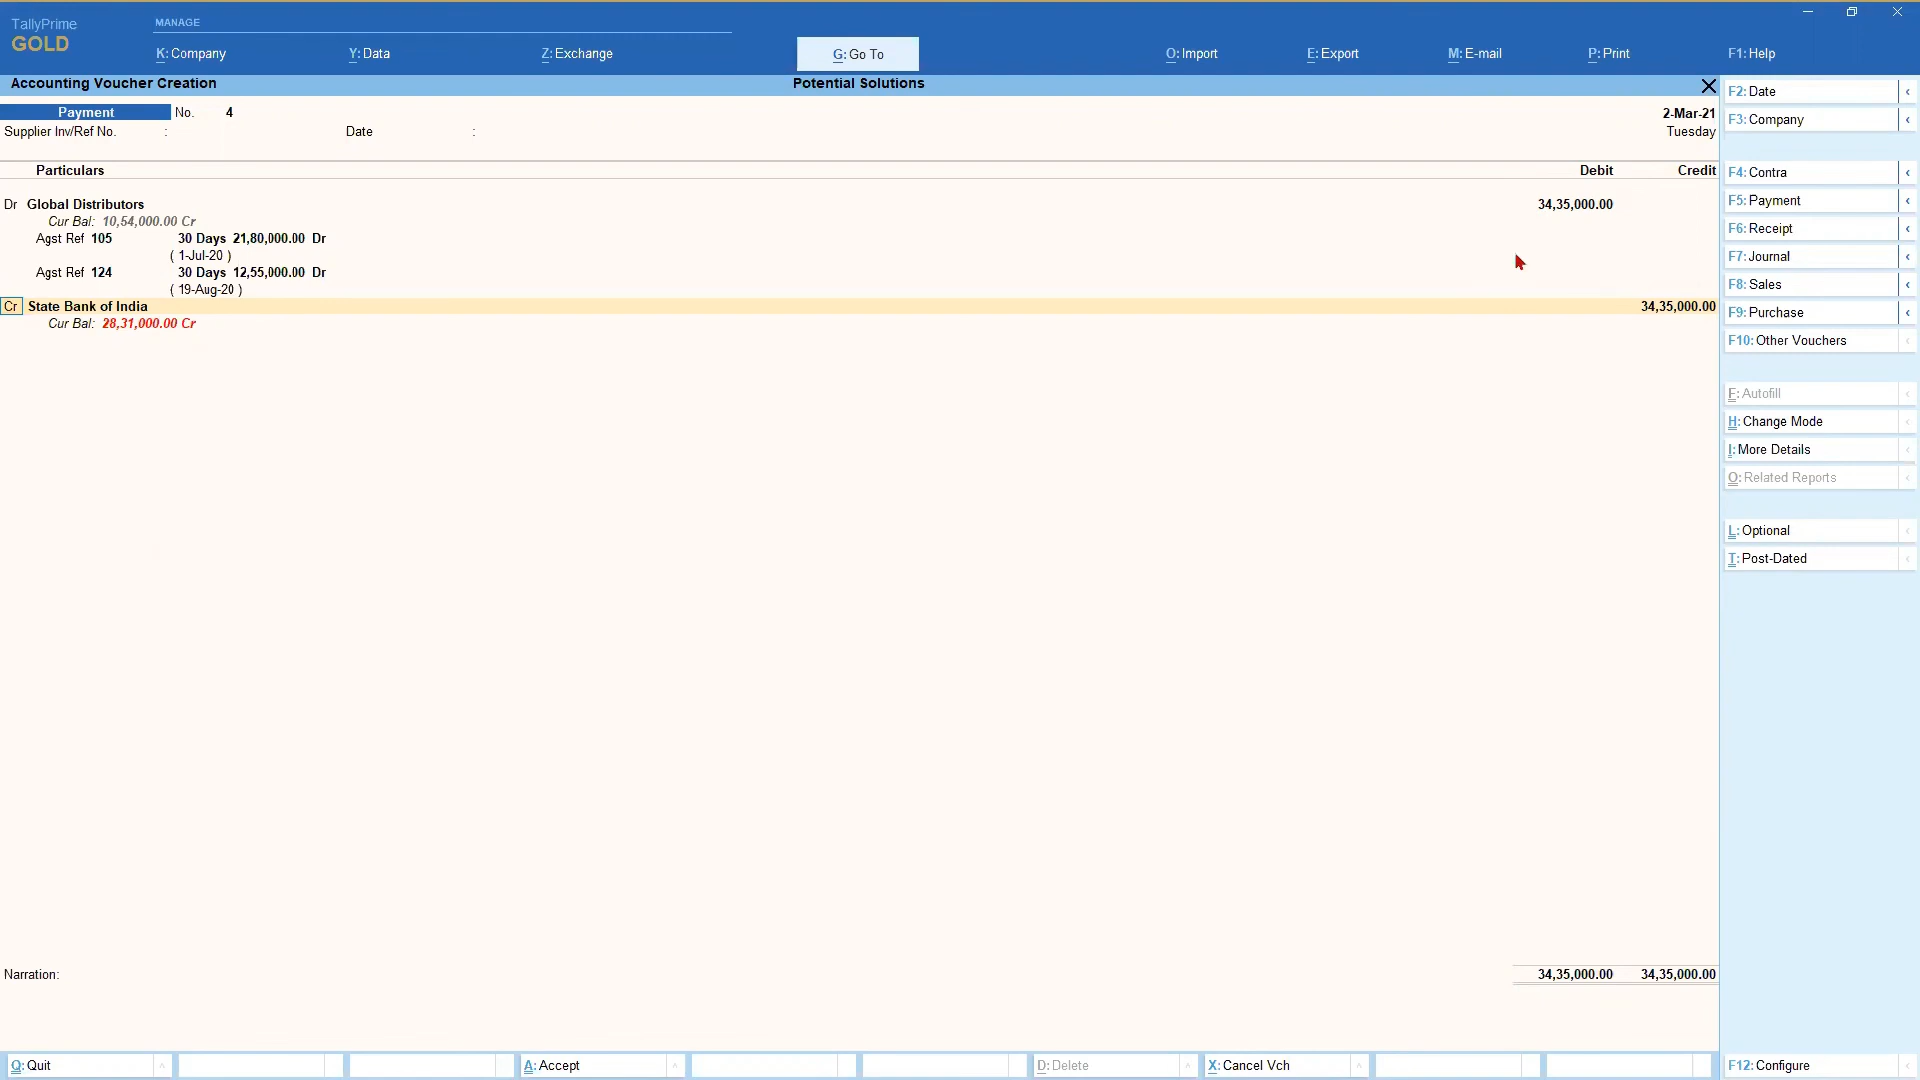 TallyPrime
GOLD
MANAGE
K: Company
Y: Data
Z: Exchange
G: Go To
O: Import
E: Export
M: E-mail
P: Print
F1: Help
Accounting Voucher Creation
Potential Solutions
Payment No. 4
2-Mar-21
Supplier Inv/Ref No. :
Date :
Tuesday
Particulars
Debit
Credit
Dr Global Distributors
34,35,000.00
Cur Bal: 10,54,000.00 Cr
Agst Ref 105 30 Days 21,80,000.00 Dr
( 1-Jul-20 )
Agst Ref 124 30 Days 12,55,000.00 Dr
( 19-Aug-20 )
Cr State Bank of India
34,35,000.00
Cur Bal: 28,31,000.00 Cr
Narration:
34,35,000.00 34,35,000.00
F2: Date
F3: Company
F4: Contra
F5: Payment
F6: Receipt
F7: Journal
F8: Sales
F9: Purchase
F10: Other Vouchers
F: Autofill
H: Change Mode
I: More Details
O: Related Reports
L: Optional
T: Post-Dated
Q: Quit
A: Accept
D: Delete
X: Cancel Vch
F12: Configure